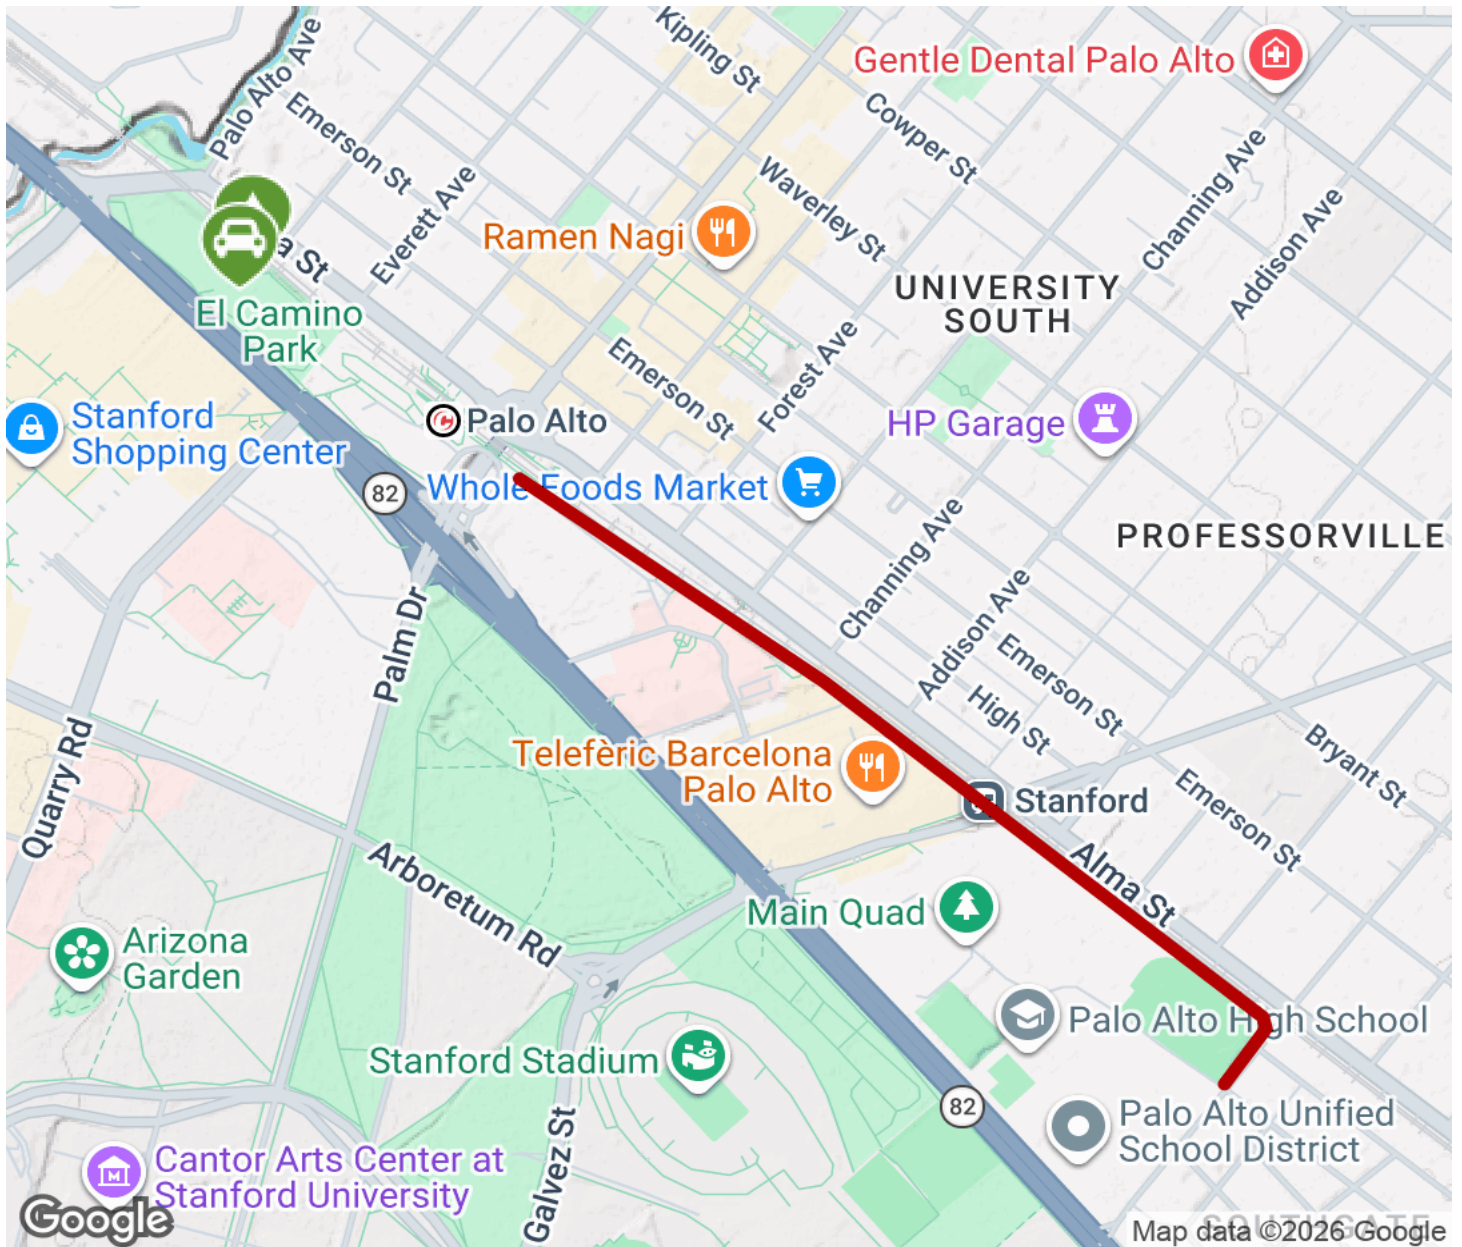 Palo Alto Ave
Kipling St
Gentle Dental Palo Alto
Emerson St
Cowper St
Channing Ave
Everett Ave
Waverley St
Addison Ave
Ramen Nagi
a St
UNIVERSITY
SOUTH
El Camino
Park
Emerson St
Forest Ave
Stanford
Shopping Center
Palo Alto
HP Garage
82
Whole Foods Market
PROFESSORVILLE
Channing Ave
Palm Dr
Addison Ave
Emerson St
High St
Bryant St
Quarry Rd
Telefèric Barcelona
Palo Alto
Stanford
Emerson St
Arboretum Rd
Alma St
Main Quad
Arizona
Garden
Palo Alto High School
Stanford Stadium
82
Palo Alto Unified
School District
Galvez St
Cantor Arts Center at
Stanford University
Google
SOUTHGATE
Map data ©2026 Google